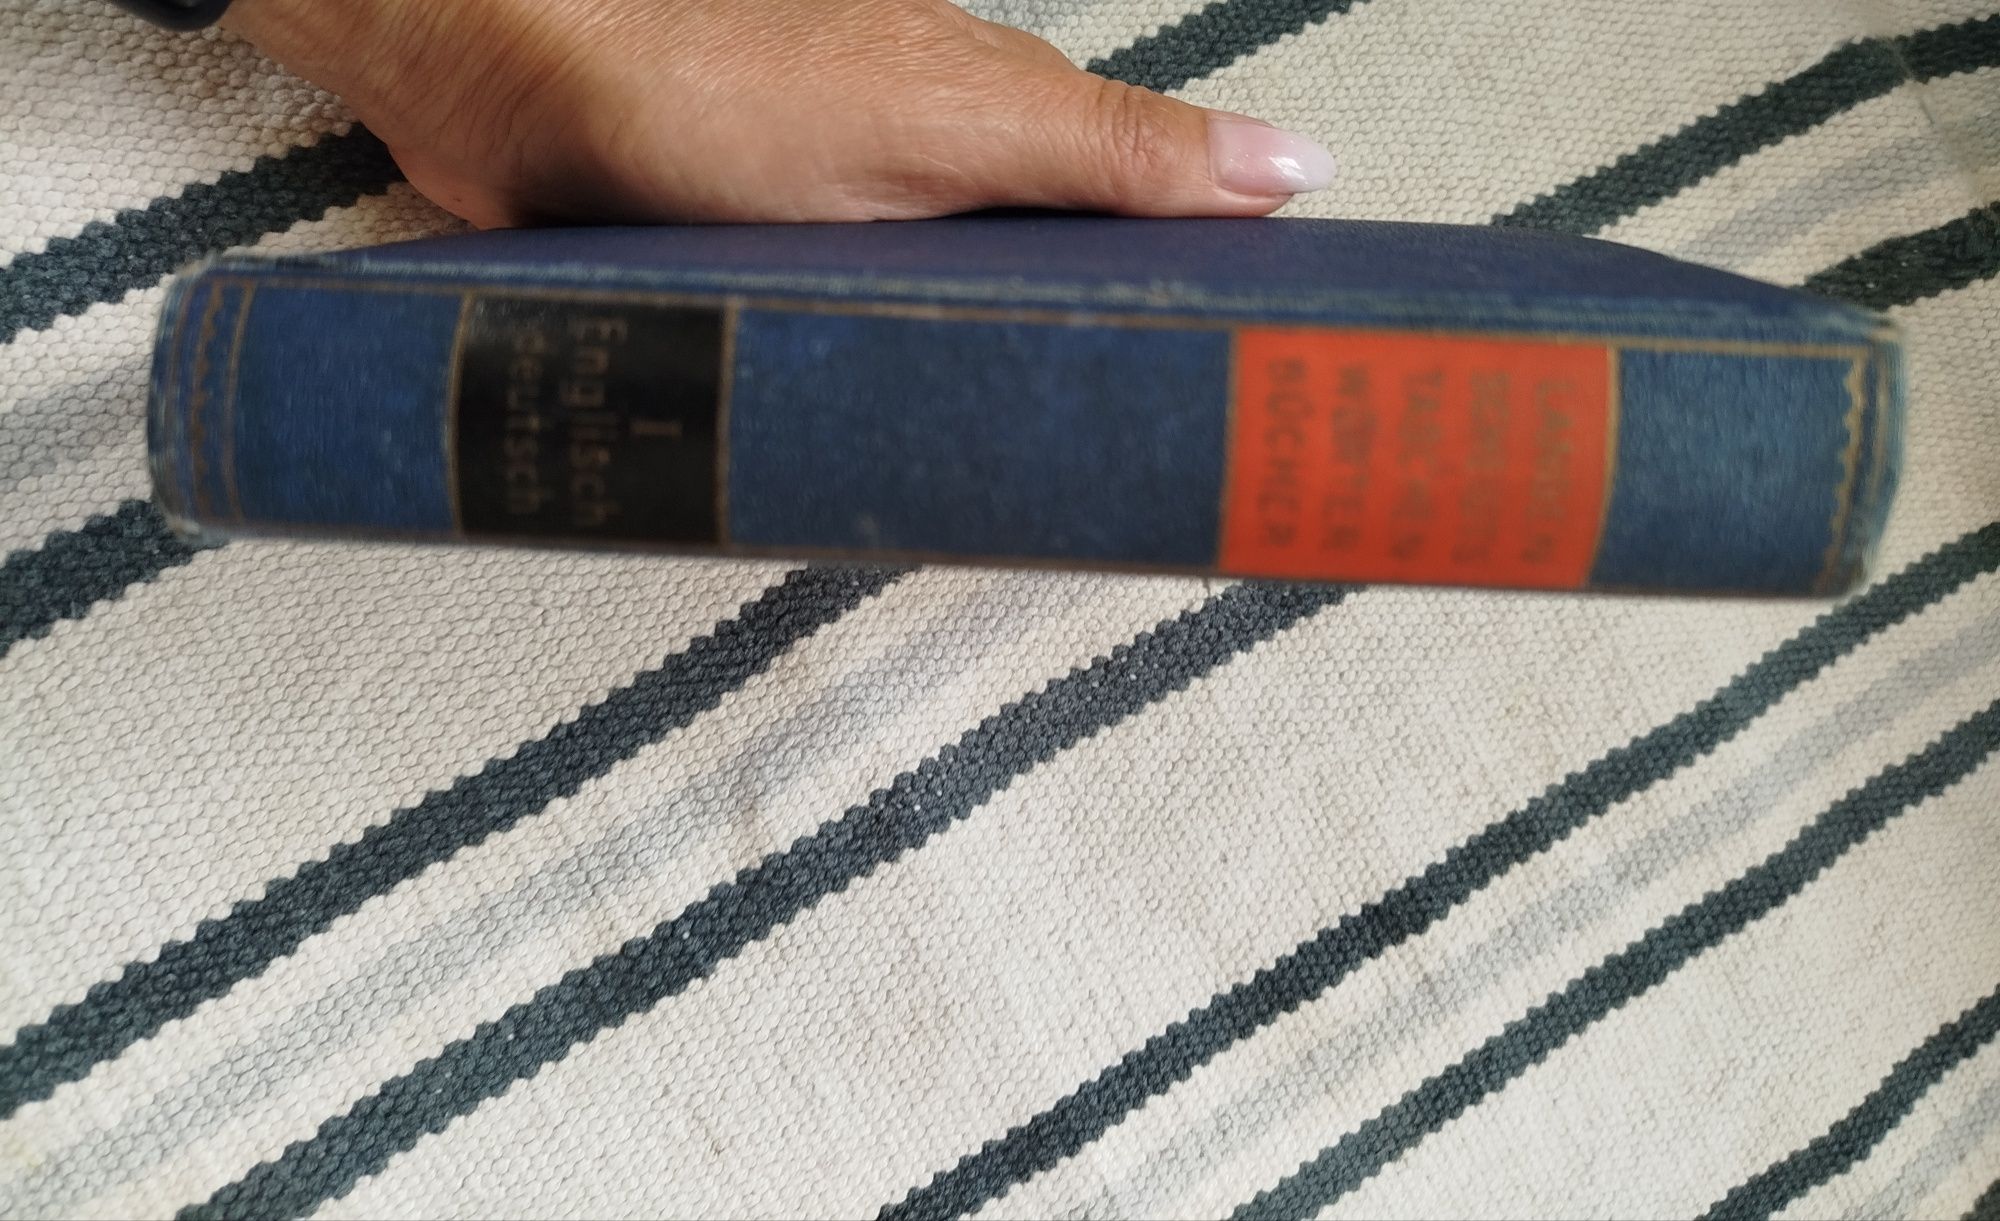 LANGEN
SCHEIDTS
TASCHEN
WÖRTER
BÜCHER
I
Englisch
deutsch